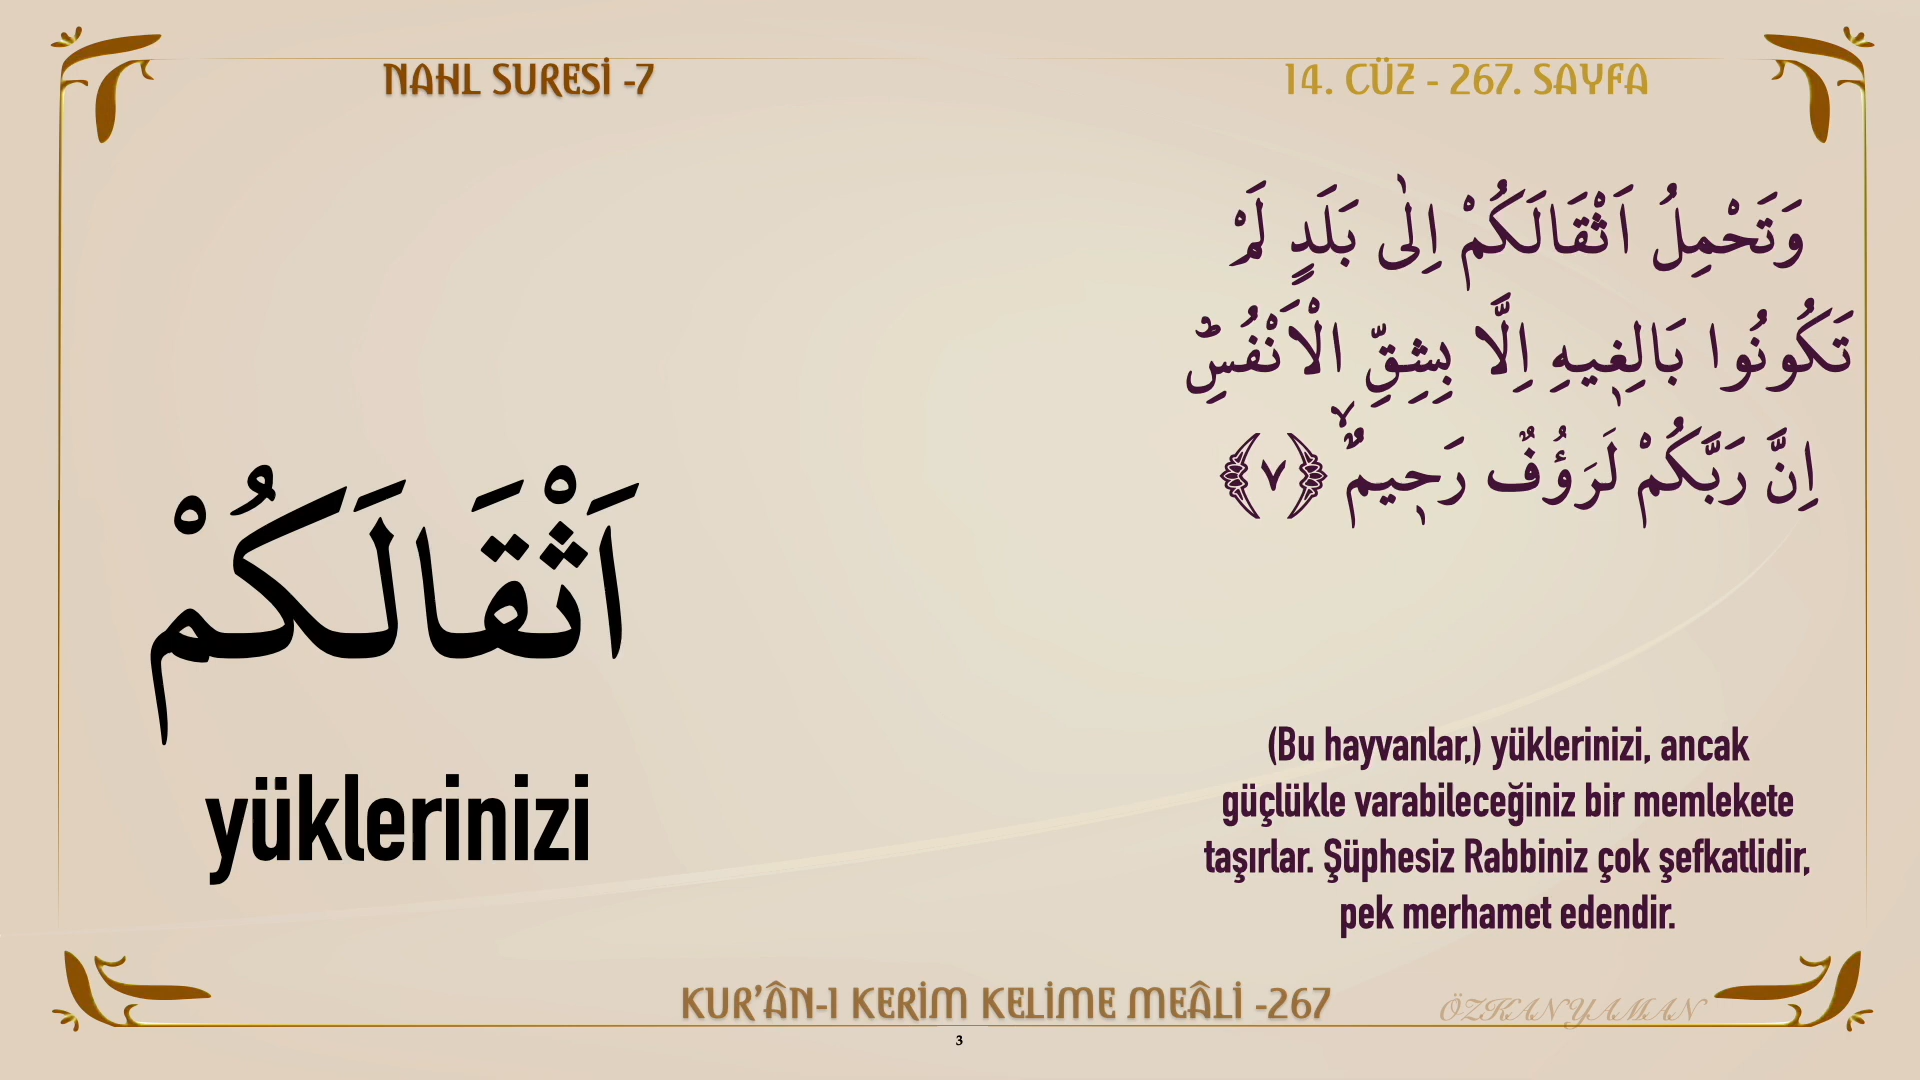 NAHL SURESİ -7
14. CÜZ - 267. SAYFA
وَتَحْمِلُ اَثْقَالَكُمْ اِلٰى بَلَدٍ لَمْ
تَكُونُوا بَالِغٖيهِ اِلَّا بِشِقِّ الْاَنْفُسِۜ
اِنَّ رَبَّكُمْ لَرَؤُفٌ رَحٖيمٌۙ ﴿٧﴾
اَثْقَالَكُمْ
yüklerinizi
(Bu hayvanlar,) yüklerinizi, ancak
güçlükle varabileceğiniz bir memlekete
taşırlar. Şüphesiz Rabbiniz çok şefkatlidir,
pek merhamet edendir.
KUR’ÂN-I KERİM KELİME MEÂLİ -267
ÖZKAN YAMAN
3